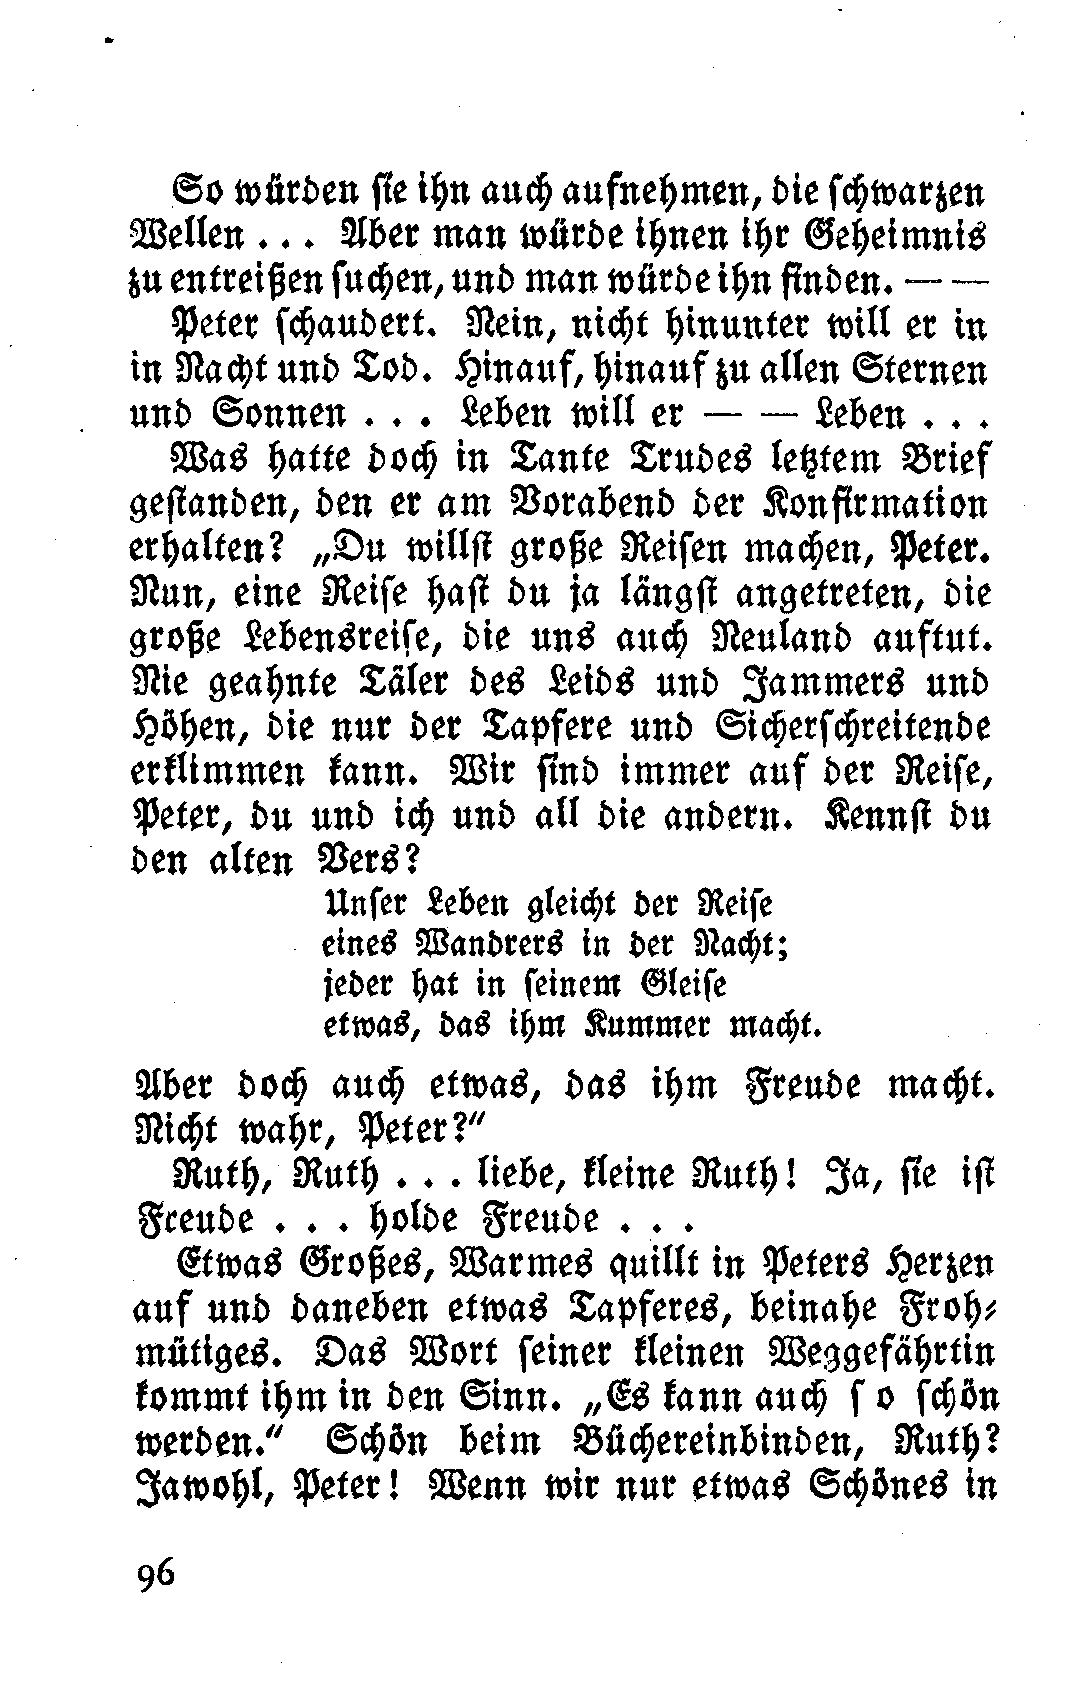 So würden sie ihn auch aufnehmen, die schwarzen
Wellen . . . Aber man würde ihnen ihr Geheimnis
zu entreißen suchen, und man würde ihn finden. — —
Peter schaudert. Nein, nicht hinunter will er in
in Nacht und Tod. Hinauf, hinauf zu allen Sternen
und Sonnen . . . Leben will er — — Leben . . .
Was hatte doch in Tante Trudes letztem Brief
gestanden, den er am Vorabend der Konfirmation
erhalten? „Du willst große Reisen machen, Peter.
Nun, eine Reise hast du ja längst angetreten, die
große Lebensreise, die uns auch Neuland auftut.
Nie geahnte Täler des Leids und Jammers und
Höhen, die nur der Tapfere und Sicherschreitende
erklimmen kann. Wir sind immer auf der Reise,
Peter, du und ich und all die andern. Kennst du
den alten Vers?
Unser Leben gleicht der Reise
eines Wandrers in der Nacht;
jeder hat in seinem Gleise
etwas, das ihm Kummer macht.
Aber doch auch etwas, das ihm Freude macht.
Nicht wahr, Peter?“
Ruth, Ruth . . . liebe, kleine Ruth! Ja, sie ist
Freude . . . holde Freude . . .
Etwas Großes, Warmes quillt in Peters Herzen
auf und daneben etwas Tapferes, beinahe Froh-
mütiges. Das Wort seiner kleinen Weggefährtin
kommt ihm in den Sinn. „Es kann auch s o schön
werden.“ Schön beim Büchereinbinden, Ruth?
Jawohl, Peter! Wenn wir nur etwas Schönes in
96